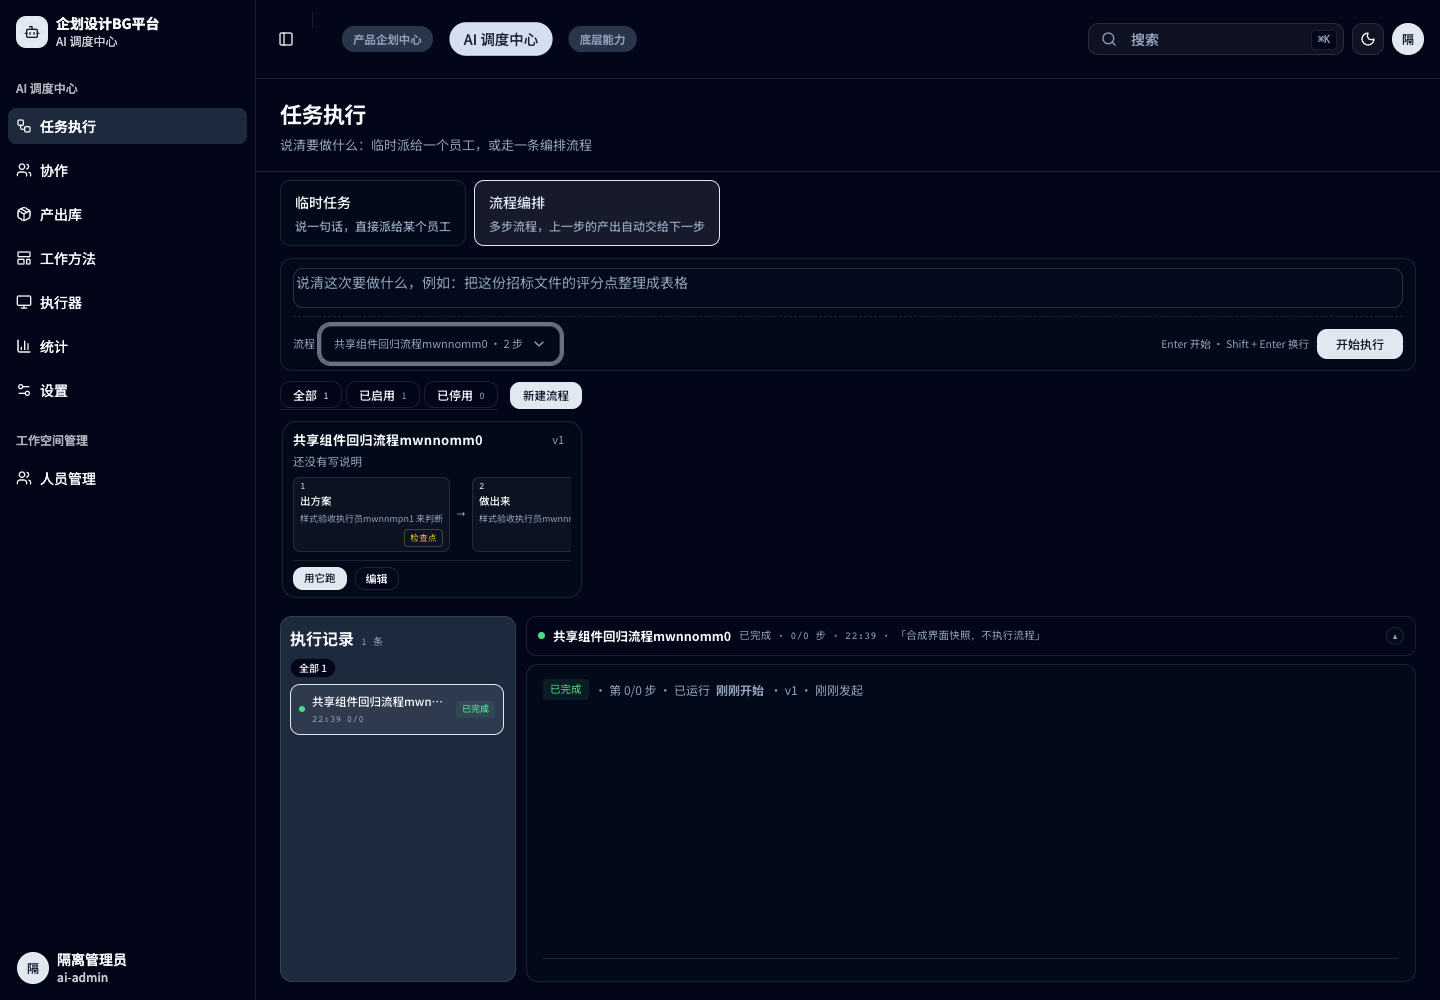 企划设计BG平台
AI 调度中心
AI 调度中心
任务执行
协作
产出库
工作方法
执行器
统计
设置
工作空间管理
人员管理
隔 隔离管理员
ai-admin
产品企划中心 AI 调度中心 底层能力
搜索 ⌘K 隔
任务执行
说清要做什么：临时派给一个员工，或走一条编排流程
临时任务
说一句话，直接派给某个员工
流程编排
多步流程，上一步的产出自动交给下一步
说清这次要做什么，例如：把这份招标文件的评分点整理成表格
流程 共享组件回归流程mwnnomm0 · 2 步
Enter 开始 · Shift + Enter 换行 开始执行
全部 1 已启用 1 已停用 0 新建流程
共享组件回归流程mwnnomm0 v1
还没有写说明
1
出方案
样式验收执行员mwnnmpn1 来判断
检查点
→
2
做出来
样式验收执行员mwnnr
用它跑 编辑
执行记录 1 条
全部 1
共享组件回归流程mwn··· 已完成
22:39 0/0
共享组件回归流程mwnnomm0 已完成 · 0/0 步 · 22:39 · 「合成界面快照，不执行流程」 ▲
已完成 · 第 0/0 步 · 已运行 刚刚开始 · v1 · 刚刚发起